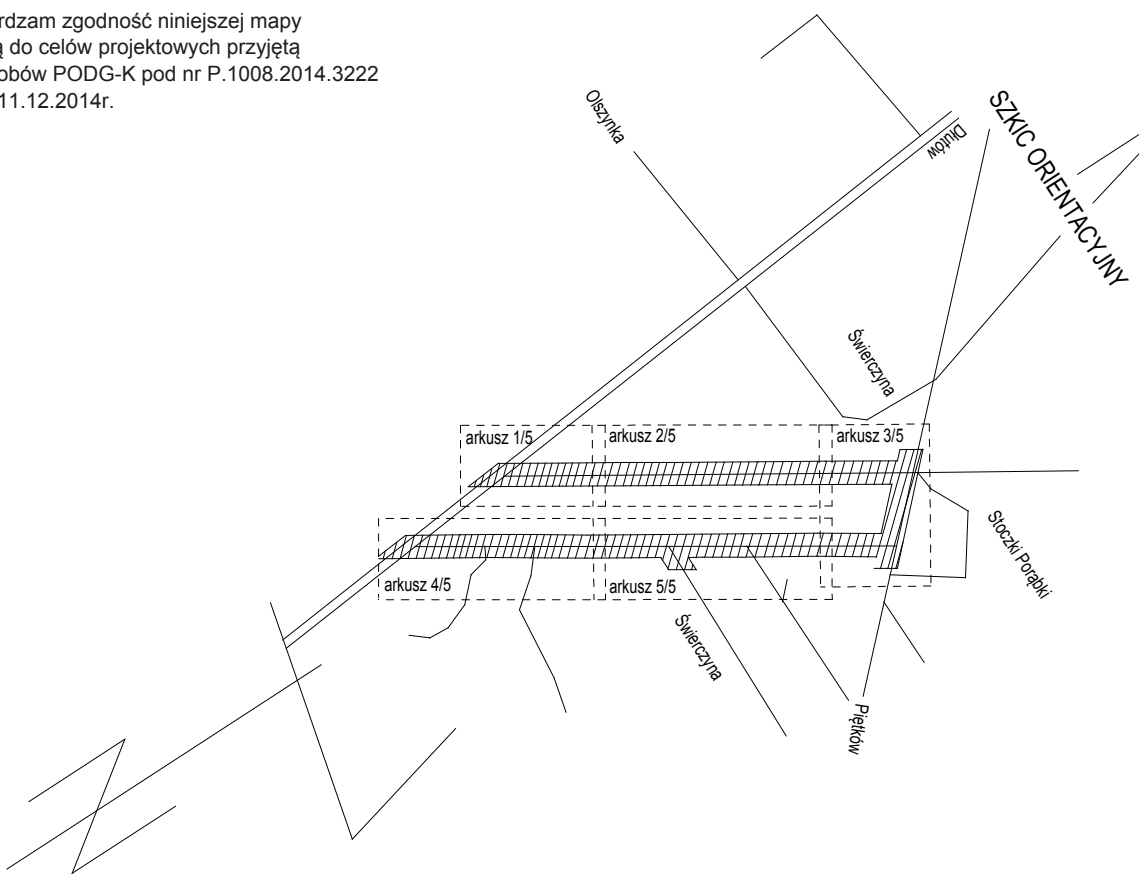 rdzam zgodność niniejszej mapy
ą do celów projektowych przyjętą
obów PODG-K pod nr P.1008.2014.3222
11.12.2014r.
Olszynka
Dłutów
SZKIC ORIENTACYJNY
Świerczyna
arkusz 1/5
arkusz 2/5
arkusz 3/5
Stoczki Porąbki
arkusz 4/5
arkusz 5/5
Świerczyna
Piętków